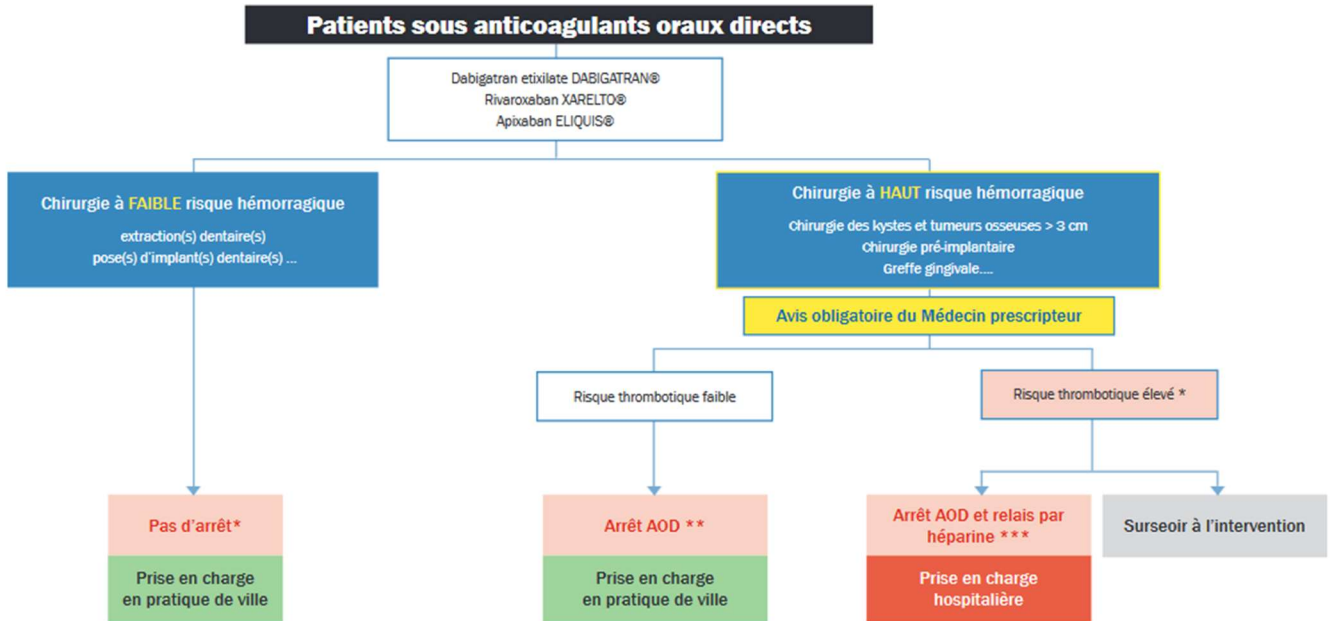 Patients sous anticoagulants oraux directs
Dabigatran etixilate DABIGATRAN®
Rivaroxaban XARELTO®
Apixaban ELIQUIS®
Chirurgie à FAIBLE risque hémorragique
extraction(s) dentaire(s)
pose(s) d'implant(s) dentaire(s) ...
Chirurgie à HAUT risque hémorragique
Chirurgie des kystes et tumeurs osseuses > 3 cm
Chirurgie pré-implantaire
Greffe gingivale....
Avis obligatoire du Médecin prescripteur
Risque thrombotique faible
Risque thrombotique élevé *
Pas d'arrêt*
Prise en charge
en pratique de ville
Arrêt AOD **
Prise en charge
en pratique de ville
Arrêt AOD et relais par
héparine ***
Prise en charge
hospitalière
Surseoir à l'intervention